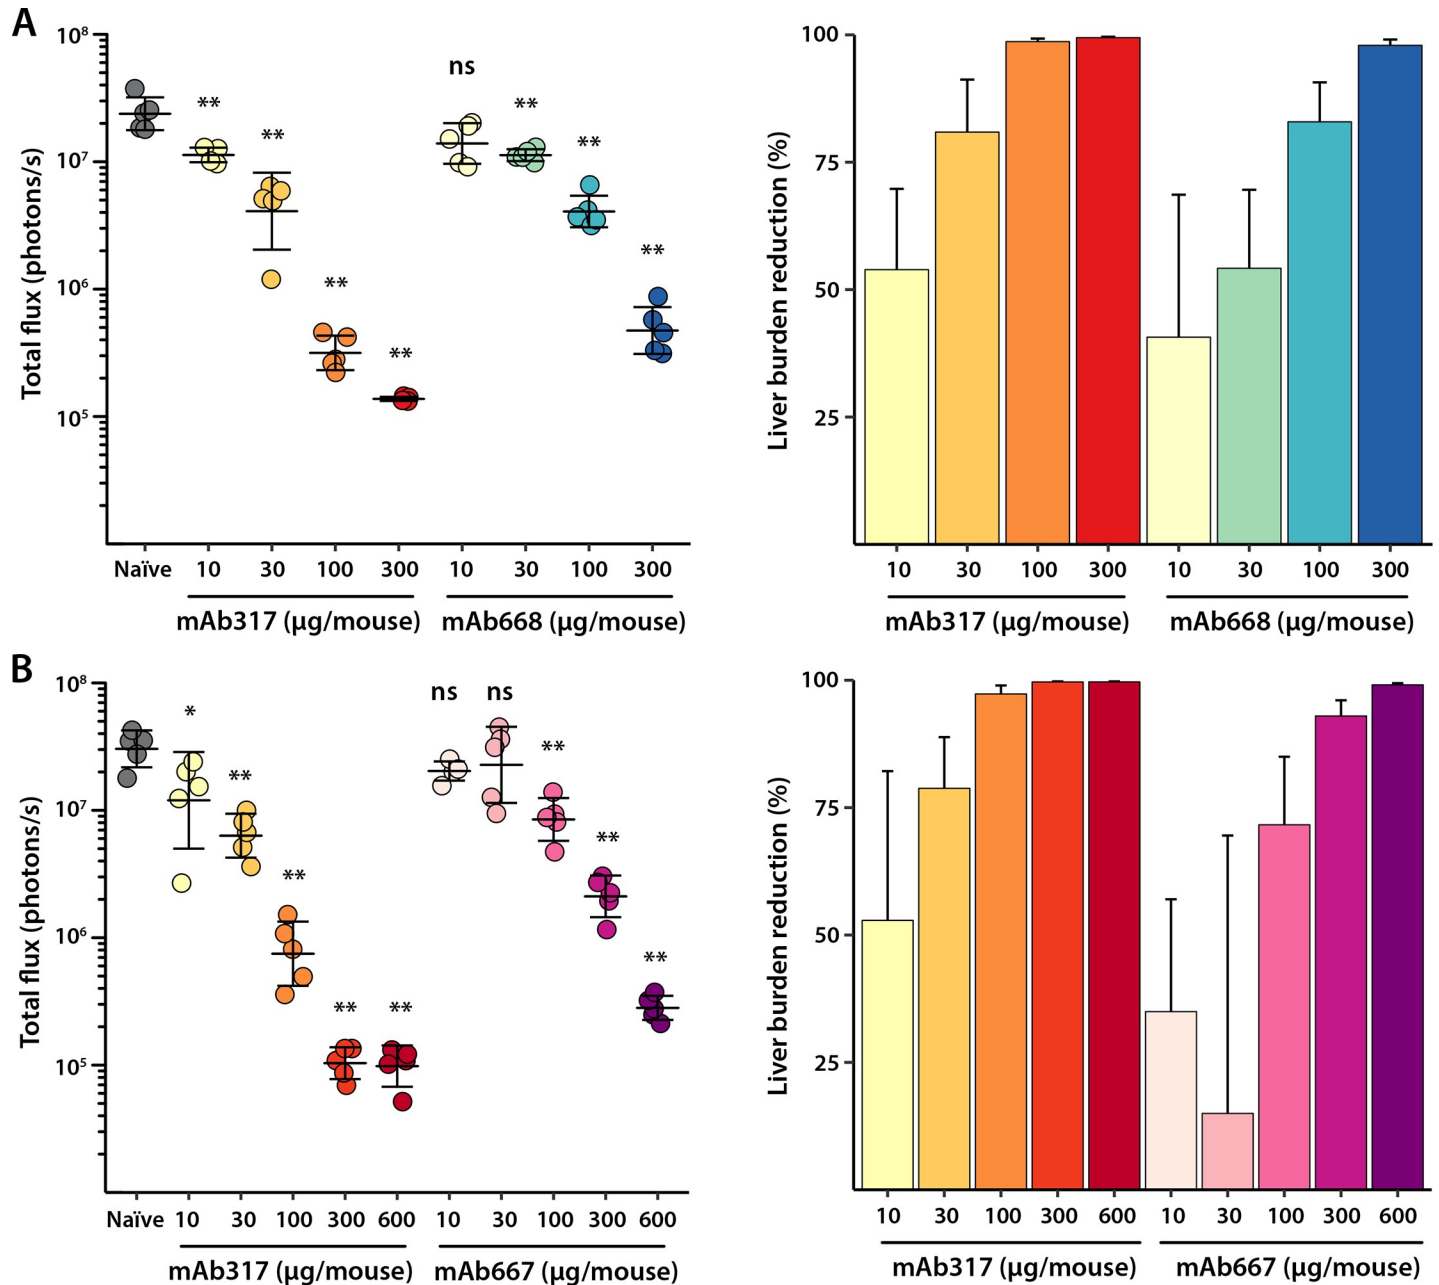 A
Total flux (photons/s)
10⁸
10⁷
10⁶
10⁵
** ** ** ** ns ** ** **
Naïve 10 30 100 300 10 30 100 300
mAb317 (µg/mouse) mAb668 (µg/mouse)
Liver burden reduction (%)
100
75
50
25
10 30 100 300 10 30 100 300
mAb317 (µg/mouse) mAb668 (µg/mouse)
B
Total flux (photons/s)
10⁸
10⁷
10⁶
10⁵
* ** ** ** ** ns ns ** ** **
Naïve 10 30 100 300 600 10 30 100 300 600
mAb317 (µg/mouse) mAb667 (µg/mouse)
Liver burden reduction (%)
100
75
50
25
10 30 100 300 600 10 30 100 300 600
mAb317 (µg/mouse) mAb667 (µg/mouse)